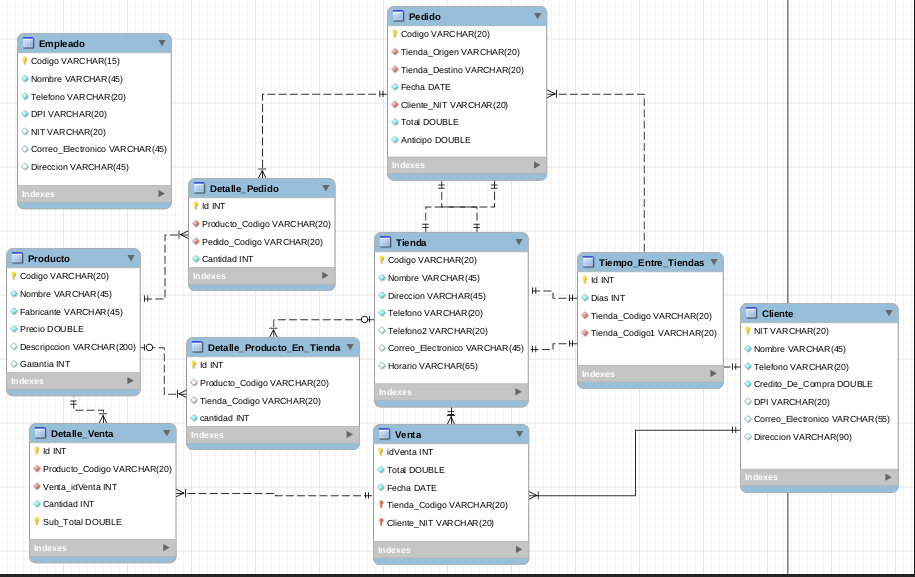 Empleado
Codigo VARCHAR(15)
Nombre VARCHAR(45)
Telefono VARCHAR(20)
DPI VARCHAR(20)
NIT VARCHAR(20)
Correo_Electronico VARCHAR(45)
Direccion VARCHAR(45)
Indexes
Pedido
Codigo VARCHAR(20)
Tienda_Origen VARCHAR(20)
Tienda_Destino VARCHAR(20)
Fecha DATE
Cliente_NIT VARCHAR(20)
Total DOUBLE
Anticipo DOUBLE
Indexes
Detalle_Pedido
Id INT
Producto_Codigo VARCHAR(20)
Pedido_Codigo VARCHAR(20)
Cantidad INT
Indexes
Producto
Codigo VARCHAR(20)
Nombre VARCHAR(45)
Fabricante VARCHAR(45)
Precio DOUBLE
Descripcion VARCHAR(200)
Garantia INT
Indexes
Tienda
Codigo VARCHAR(20)
Nombre VARCHAR(45)
Direccion VARCHAR(45)
Telefono VARCHAR(20)
Telefono2 VARCHAR(20)
Correo_Electronico VARCHAR(45)
Horario VARCHAR(65)
Indexes
Tiempo_Entre_Tiendas
Id INT
Dias INT
Tienda_Codigo VARCHAR(20)
Tienda_Codigo1 VARCHAR(20)
Indexes
Cliente
NIT VARCHAR(20)
Nombre VARCHAR(45)
Telefono VARCHAR(20)
Credito_De_Compra DOUBLE
DPI VARCHAR(20)
Correo_Electronico VARCHAR(55)
Direccion VARCHAR(90)
Indexes
Detalle_Producto_En_Tienda
Id INT
Producto_Codigo VARCHAR(20)
Tienda_Codigo VARCHAR(20)
cantidad INT
Indexes
Detalle_Venta
Id INT
Producto_Codigo VARCHAR(20)
Venta_idVenta INT
Cantidad INT
Sub_Total DOUBLE
Indexes
Venta
idVenta INT
Total DOUBLE
Fecha DATE
Tienda_Codigo VARCHAR(20)
Cliente_NIT VARCHAR(20)
Indexes